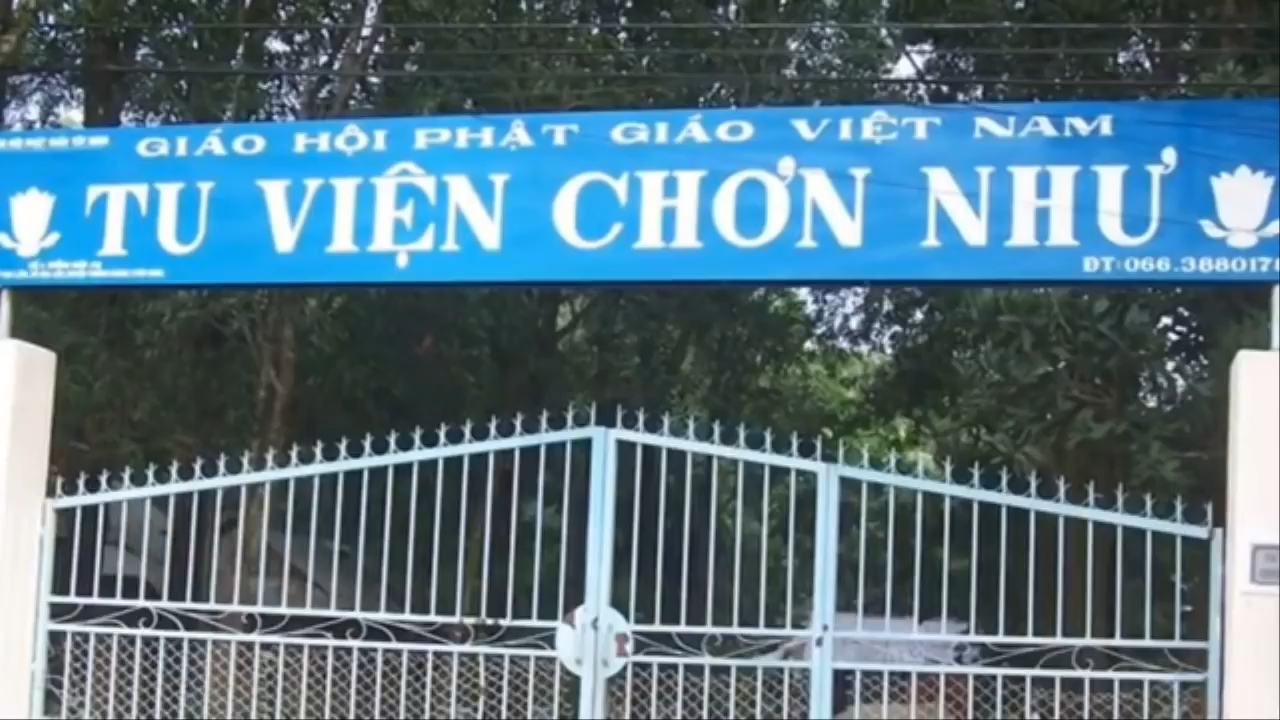 GIÁO HỘI PHẬT GIÁO VIỆT NAM
TU VIỆN CHƠN NHƯ
ĐT: 066.388017